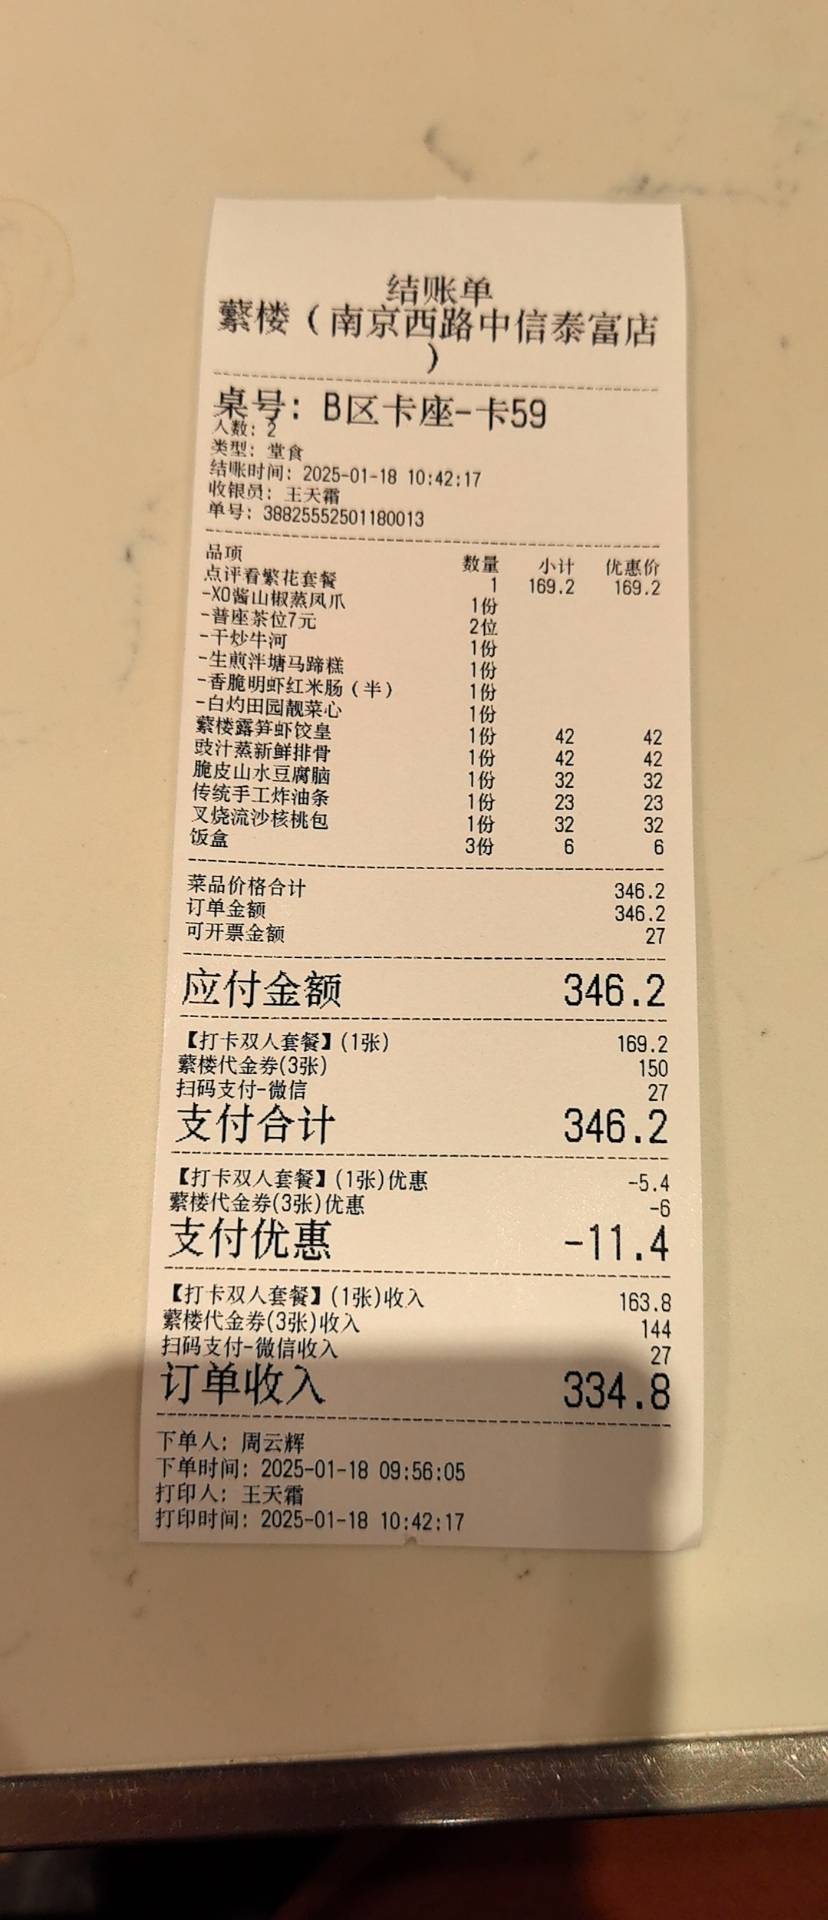 结账单
蘩楼（南京西路中信泰富店
）
桌号：B区卡座-卡59
人数：2
类型：堂食
结账时间：2025-01-18 10:42:17
收银员：王天霜
单号：38825552501180013
品项 数量 小计 优惠价
点评看繁花套餐 1 169.2 169.2
-XO酱山椒蒸凤爪 1份
-普座茶位7元 2位
-干炒牛河 1份
-生煎泮塘马蹄糕 1份
-香脆明虾红米肠（半） 1份
-白灼田园靓菜心 1份
蘩楼露笋虾饺皇 1份 42 42
豉汁蒸新鲜排骨 1份 42 42
脆皮山水豆腐脑 1份 32 32
传统手工炸油条 1份 23 23
叉烧流沙核桃包 1份 32 32
饭盒 3份 6 6
菜品价格合计 346.2
订单金额 346.2
可开票金额 27
应付金额 346.2
【打卡双人套餐】(1张) 169.2
蘩楼代金券(3张) 150
扫码支付-微信 27
支付合计 346.2
【打卡双人套餐】(1张)优惠 -5.4
蘩楼代金券(3张)优惠 -6
支付优惠 -11.4
【打卡双人套餐】(1张)收入 163.8
蘩楼代金券(3张)收入 144
扫码支付-微信收入 27
订单收入 334.8
下单人：周云辉
下单时间：2025-01-18 09:56:05
打印人：王天霜
打印时间：2025-01-18 10:42:17